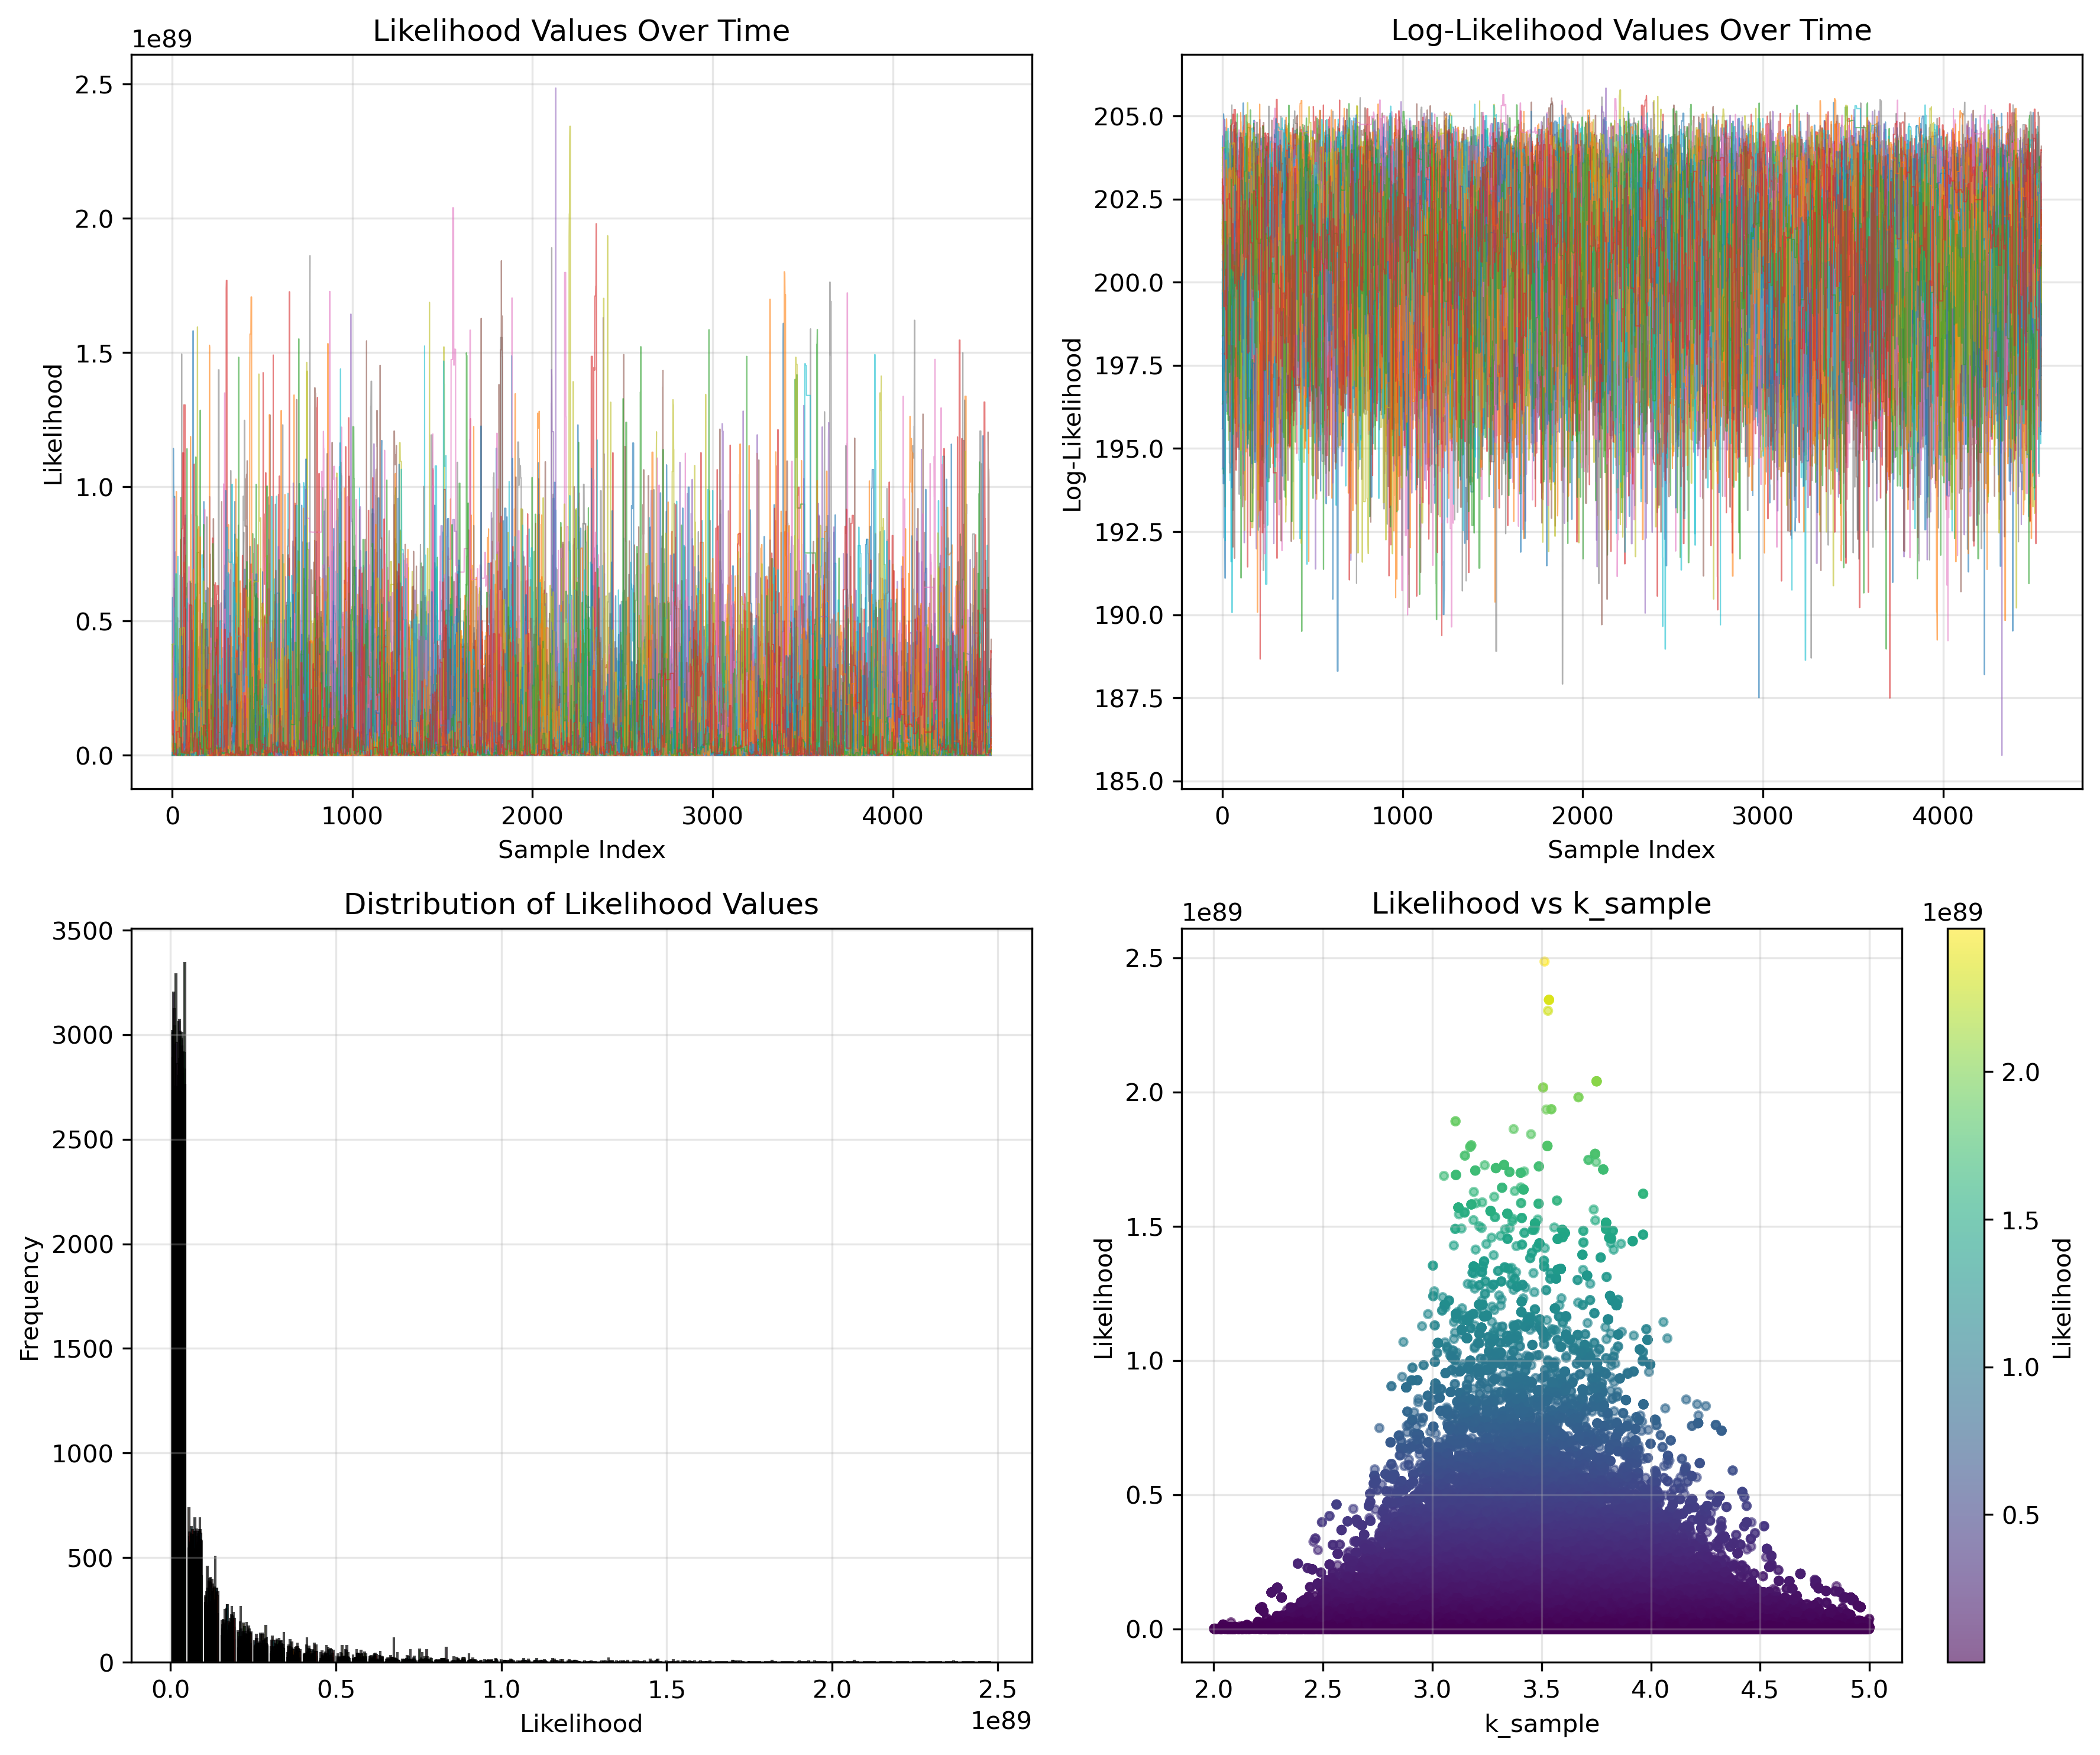 Likelihood Values Over Time
1e89
2.5
2.0
1.5
1.0
0.5
0.0
Likelihood
0 1000 2000 3000 4000
Sample Index
Log-Likelihood Values Over Time
205.0
202.5
200.0
197.5
195.0
192.5
190.0
187.5
185.0
Log-Likelihood
0 1000 2000 3000 4000
Sample Index
Distribution of Likelihood Values
3500
3000
2500
2000
1500
1000
500
0
Frequency
0.0 0.5 1.0 1.5 2.0 2.5
Likelihood
1e89
Likelihood vs k_sample
1e89
2.5
2.0
1.5
1.0
0.5
0.0
Likelihood
2.0 2.5 3.0 3.5 4.0 4.5 5.0
k_sample
1e89
2.0
1.5
1.0
0.5
Likelihood